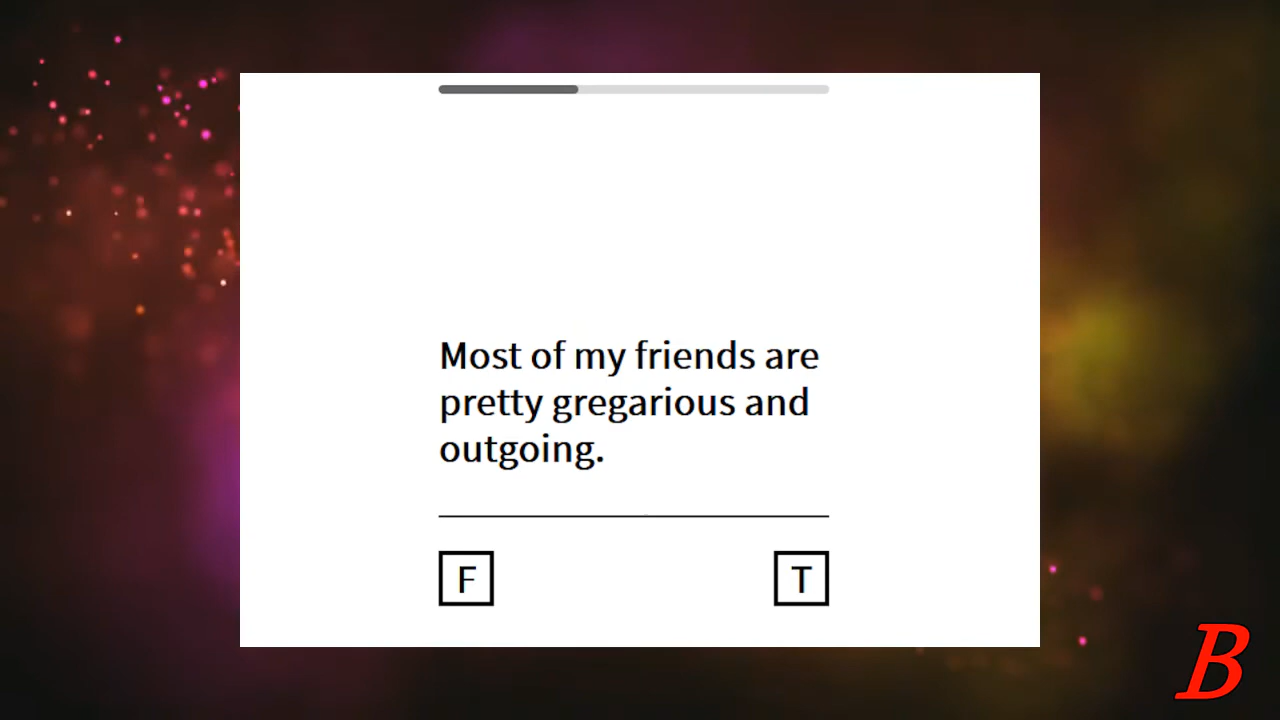 Most of my friends are
pretty gregarious and
outgoing.
F
T
B